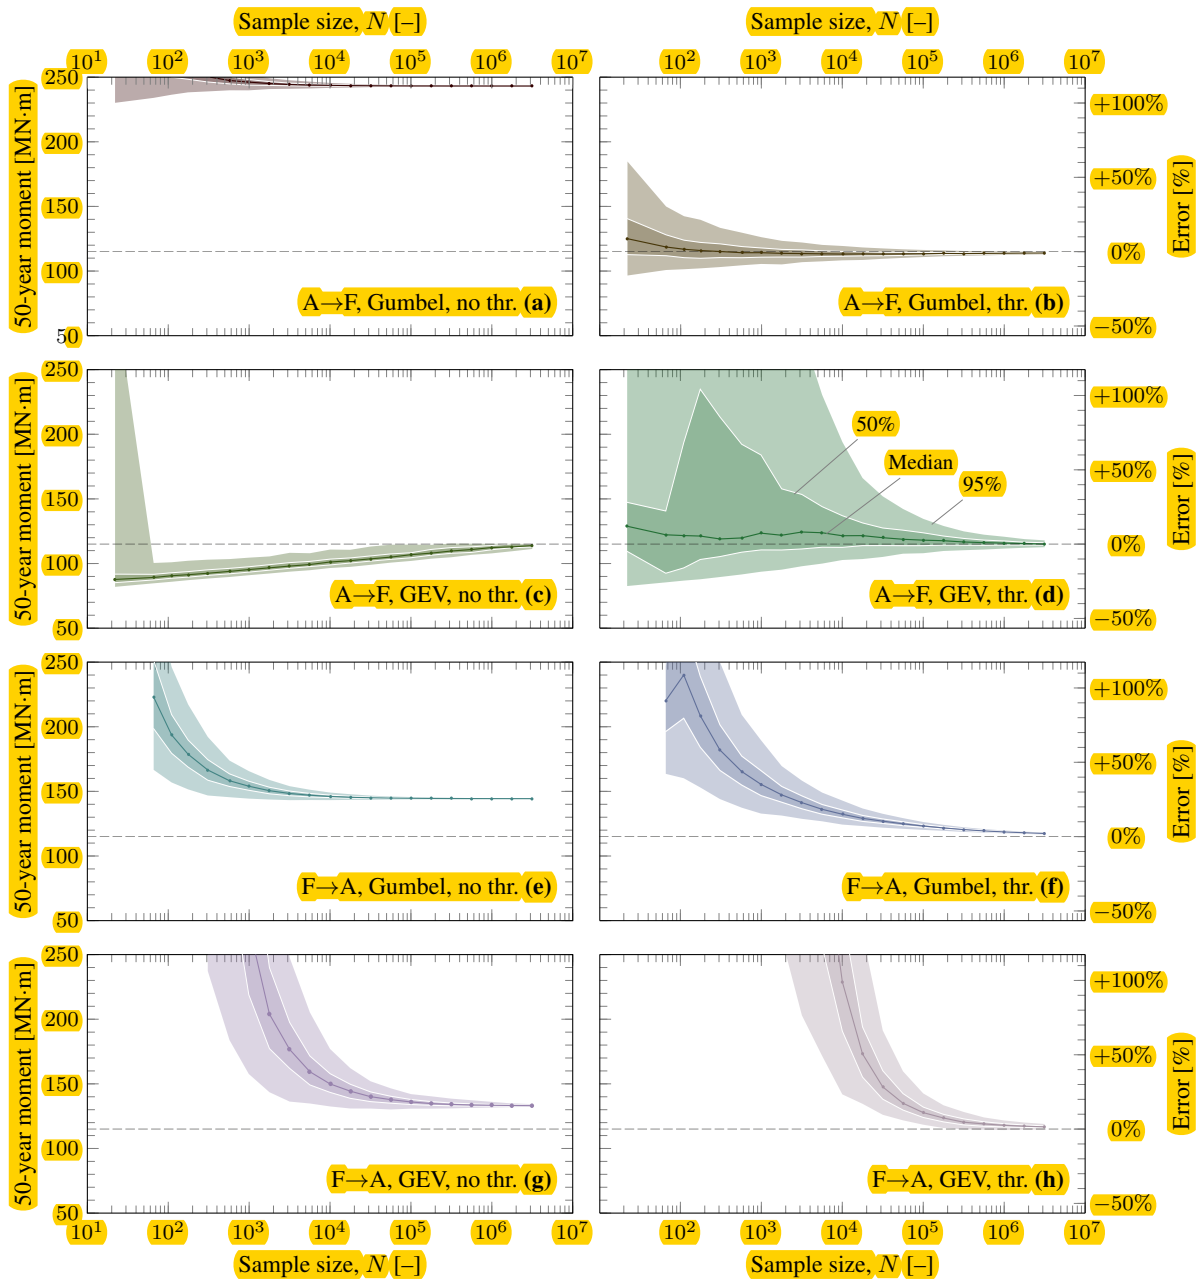 Sample size, N [–] Sample size, N [–]
10¹ 10² 10³ 10⁴ 10⁵ 10⁶ 10⁷ 10² 10³ 10⁴ 10⁵ 10⁶ 10⁷
50-year moment [MN·m]
250
200
150
100
50
A→F, Gumbel, no thr. (a)
A→F, Gumbel, thr. (b)
+100%
+50%
0%
−50%
Error [%]
50-year moment [MN·m]
250
200
150
100
50
A→F, GEV, no thr. (c)
50%
Median
95%
A→F, GEV, thr. (d)
+100%
+50%
0%
−50%
Error [%]
50-year moment [MN·m]
250
200
150
100
50
F→A, Gumbel, no thr. (e)
F→A, Gumbel, thr. (f)
+100%
+50%
0%
−50%
Error [%]
50-year moment [MN·m]
250
200
150
100
50
F→A, GEV, no thr. (g)
F→A, GEV, thr. (h)
+100%
+50%
0%
−50%
Error [%]
10¹ 10² 10³ 10⁴ 10⁵ 10⁶ 10⁷ 10² 10³ 10⁴ 10⁵ 10⁶ 10⁷
Sample size, N [–] Sample size, N [–]